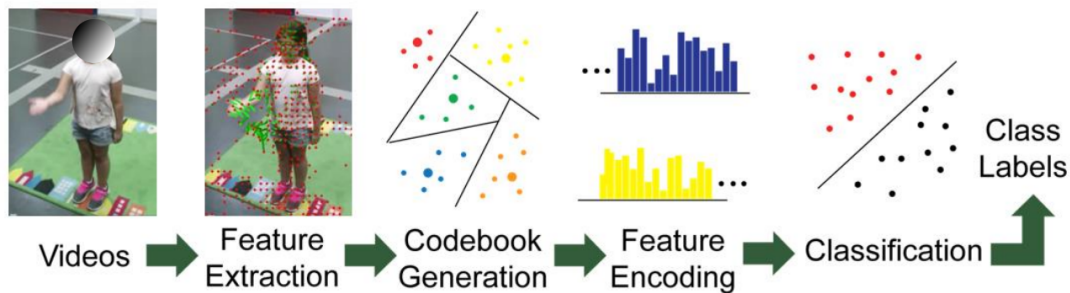 Videos
Feature
Extraction
Codebook
Generation
Feature
Encoding
Classification
Class
Labels